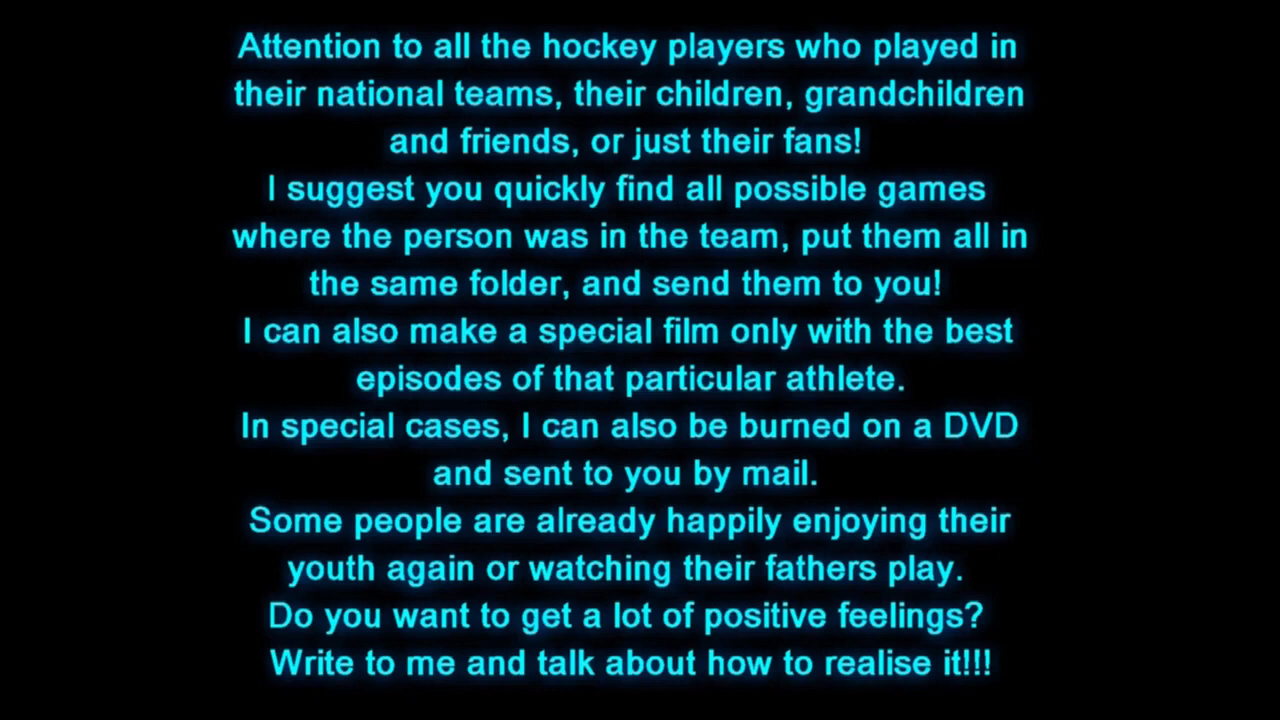 Attention to all the hockey players who played in
their national teams, their children, grandchildren
and friends, or just their fans!
I suggest you quickly find all possible games
where the person was in the team, put them all in
the same folder, and send them to you!
I can also make a special film only with the best
episodes of that particular athlete.
In special cases, I can also be burned on a DVD
and sent to you by mail.
Some people are already happily enjoying their
youth again or watching their fathers play.
Do you want to get a lot of positive feelings?
Write to me and talk about how to realise it!!!